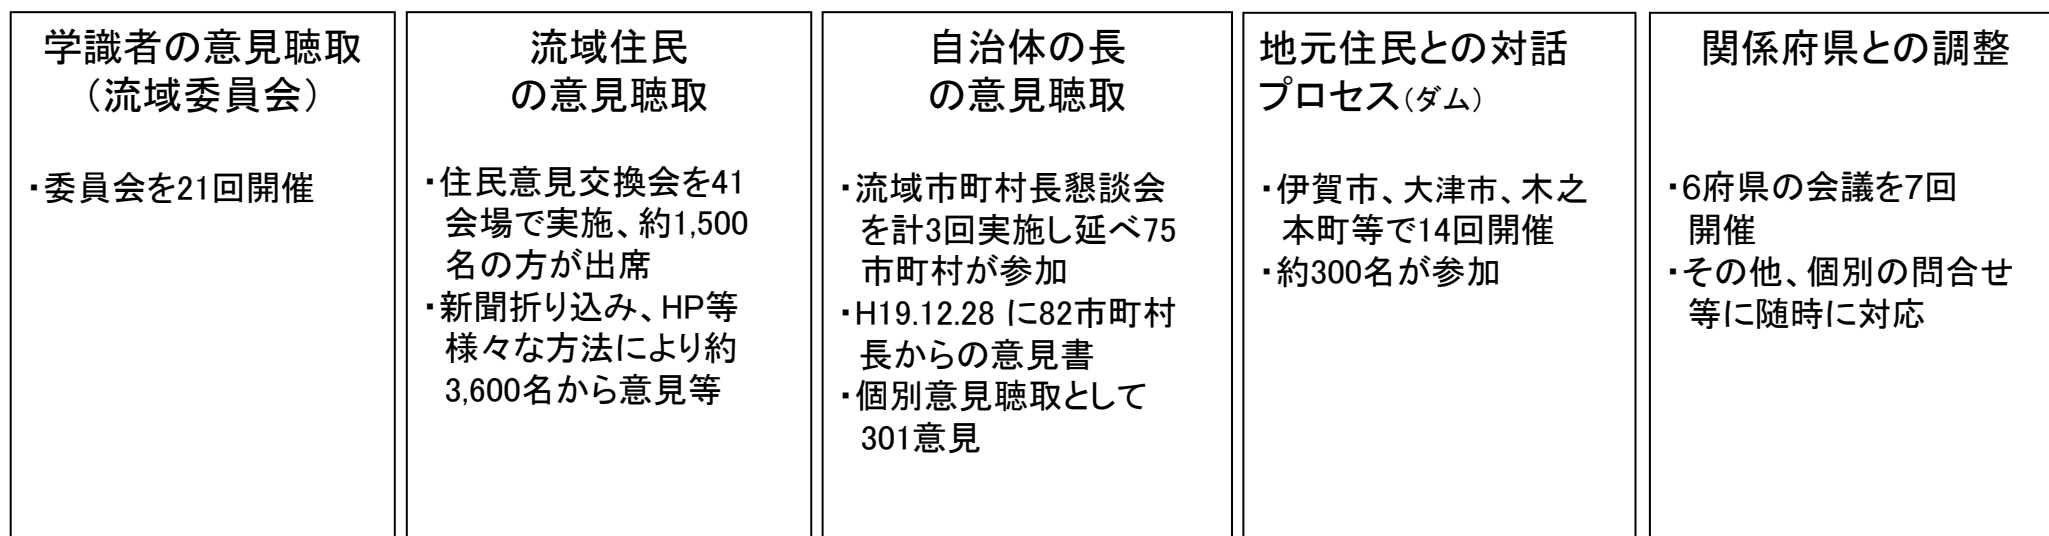 学識者の意見聴取
（流域委員会）
・委員会を21回開催
流域住民
の意見聴取
・住民意見交換会を41
会場で実施、約1,500
名の方が出席
・新聞折り込み、HP等
様々な方法により約
3,600名から意見等
自治体の長
の意見聴取
・流域市町村長懇談会
を計3回実施し延べ75
市町村が参加
・H19.12.28 に82市町村
長からの意見書
・個別意見聴取として
301意見
地元住民との対話
プロセス（ダム）
・伊賀市、大津市、木之
本町等で14回開催
・約300名が参加
関係府県との調整
・6府県の会議を7回
開催
・その他、個別の問合せ
等に随時に対応